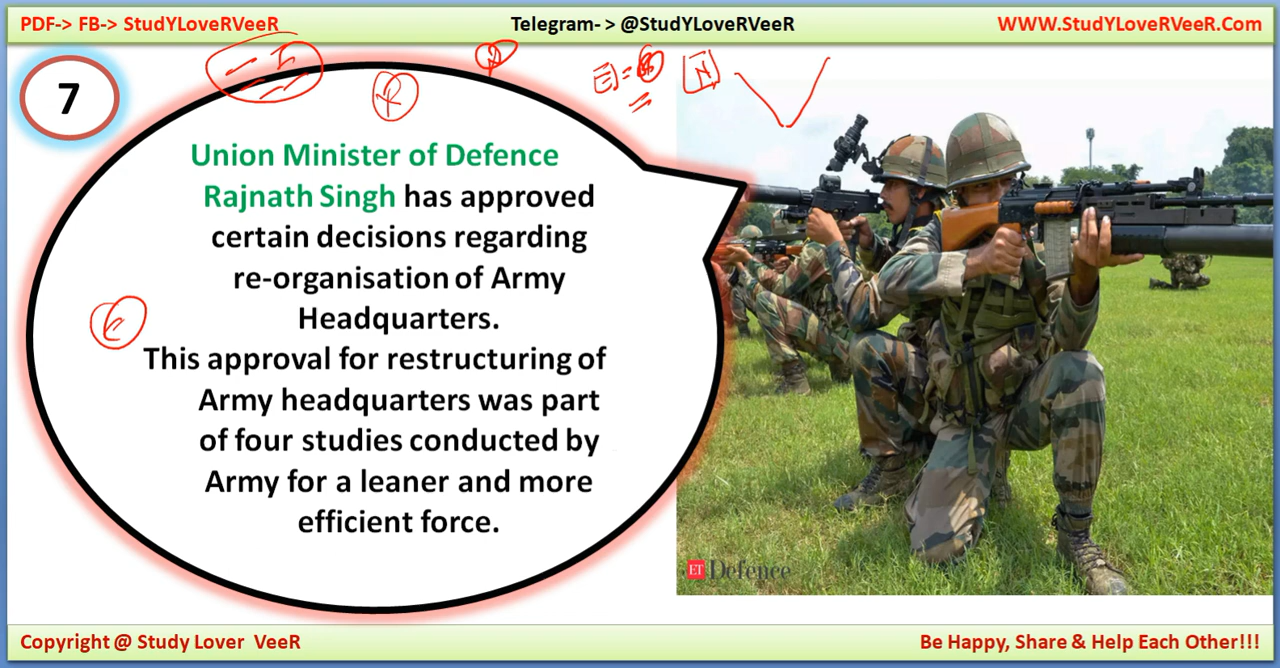 PDF-> FB-> StudYLoveRVeeR
Telegram- > @StudYLoveRVeeR
WWW.StudYLoveRVeeR.Com
7
Union Minister of Defence
Rajnath Singh has approved
certain decisions regarding
re-organisation of Army
Headquarters.
This approval for restructuring of
Army headquarters was part
of four studies conducted by
Army for a leaner and more
efficient force.
ET Defence
Copyright @ Study Lover VeeR
Be Happy, Share & Help Each Other!!!